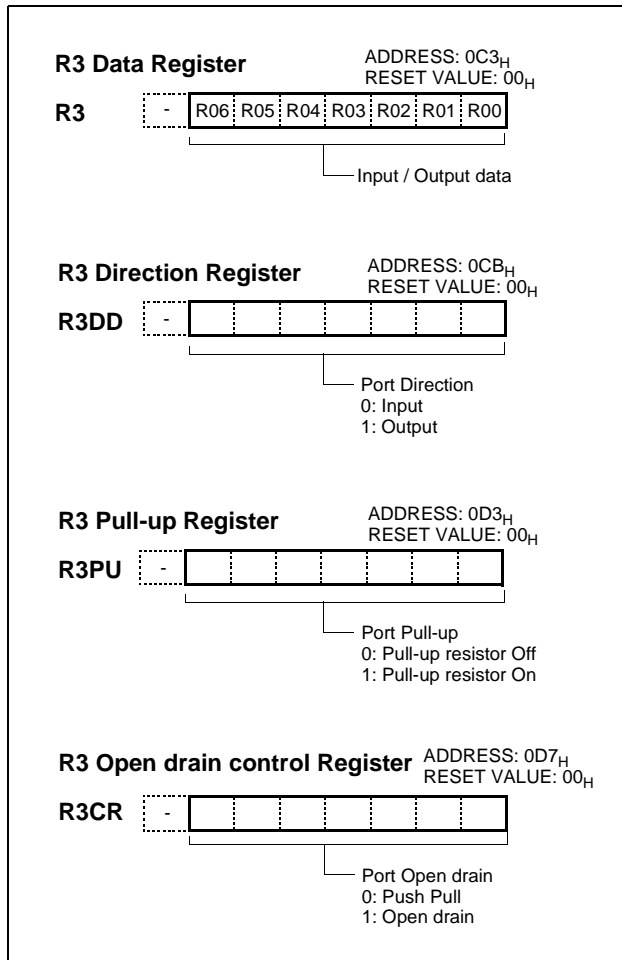 R3 Data Register ADDRESS: 0C3H
RESET VALUE: 00H
R3 - R06 R05 R04 R03 R02 R01 R00
Input / Output data
R3 Direction Register ADDRESS: 0CBH
RESET VALUE: 00H
R3DD -
Port Direction
0: Input
1: Output
R3 Pull-up Register ADDRESS: 0D3H
RESET VALUE: 00H
R3PU -
Port Pull-up
0: Pull-up resistor Off
1: Pull-up resistor On
R3 Open drain control Register ADDRESS: 0D7H
RESET VALUE: 00H
R3CR -
Port Open drain
0: Push Pull
1: Open drain